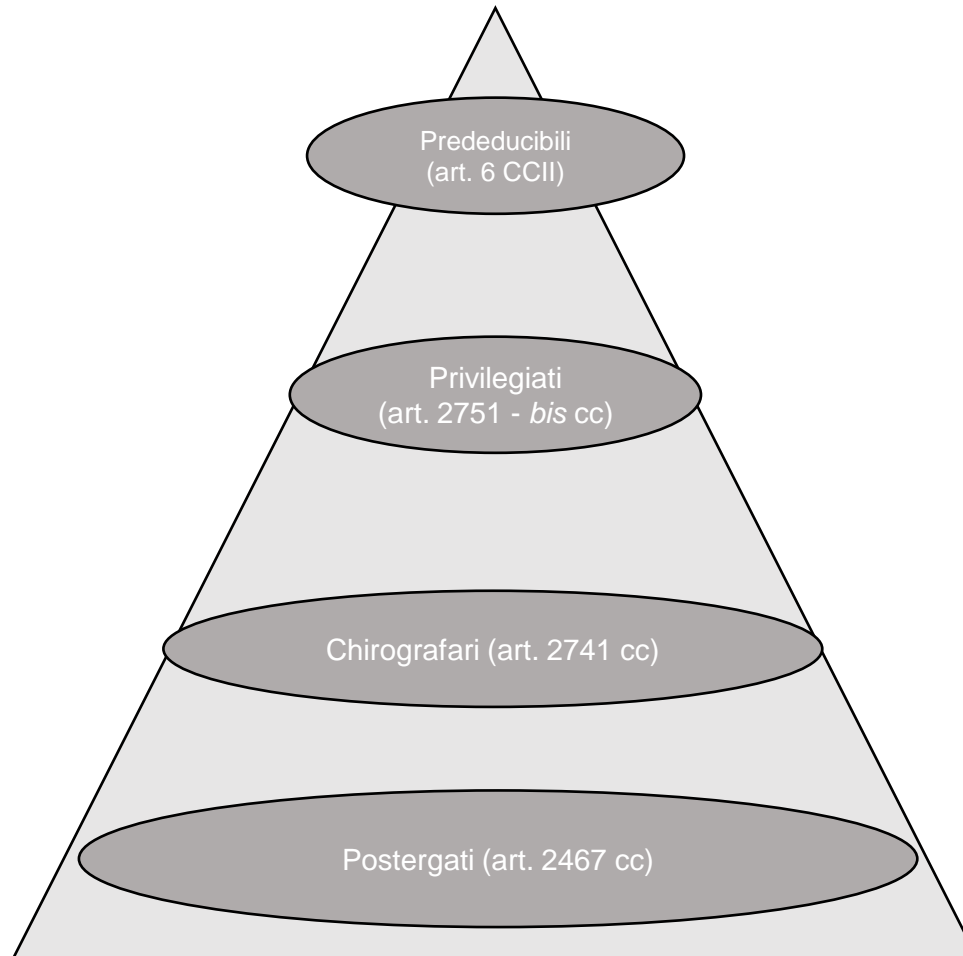 Prededucibili
(art. 6 CCII)
Privilegiati
(art. 2751 - bis cc)
Chirografari (art. 2741 cc)
Postergati (art. 2467 cc)